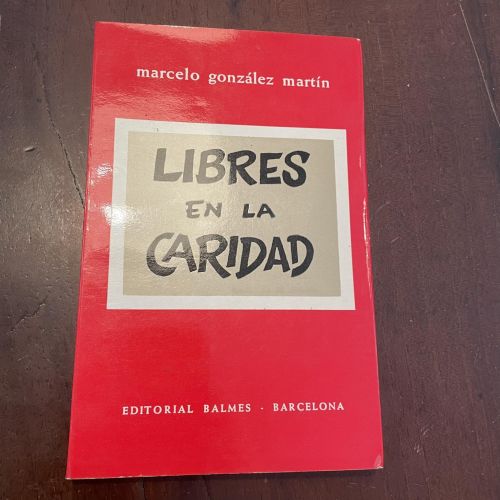 marcelo gonzález martín
LIBRES
EN LA
CARIDAD
EDITORIAL BALMES · BARCELONA